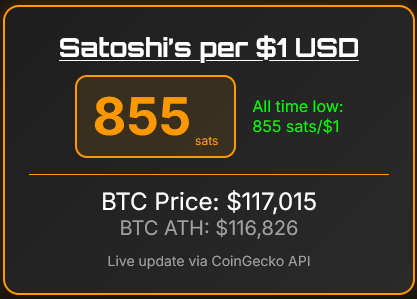 Satoshi's per $1 USD
855 sats
All time low:
855 sats/$1
BTC Price: $117,015
BTC ATH: $116,826
Live update via CoinGecko API